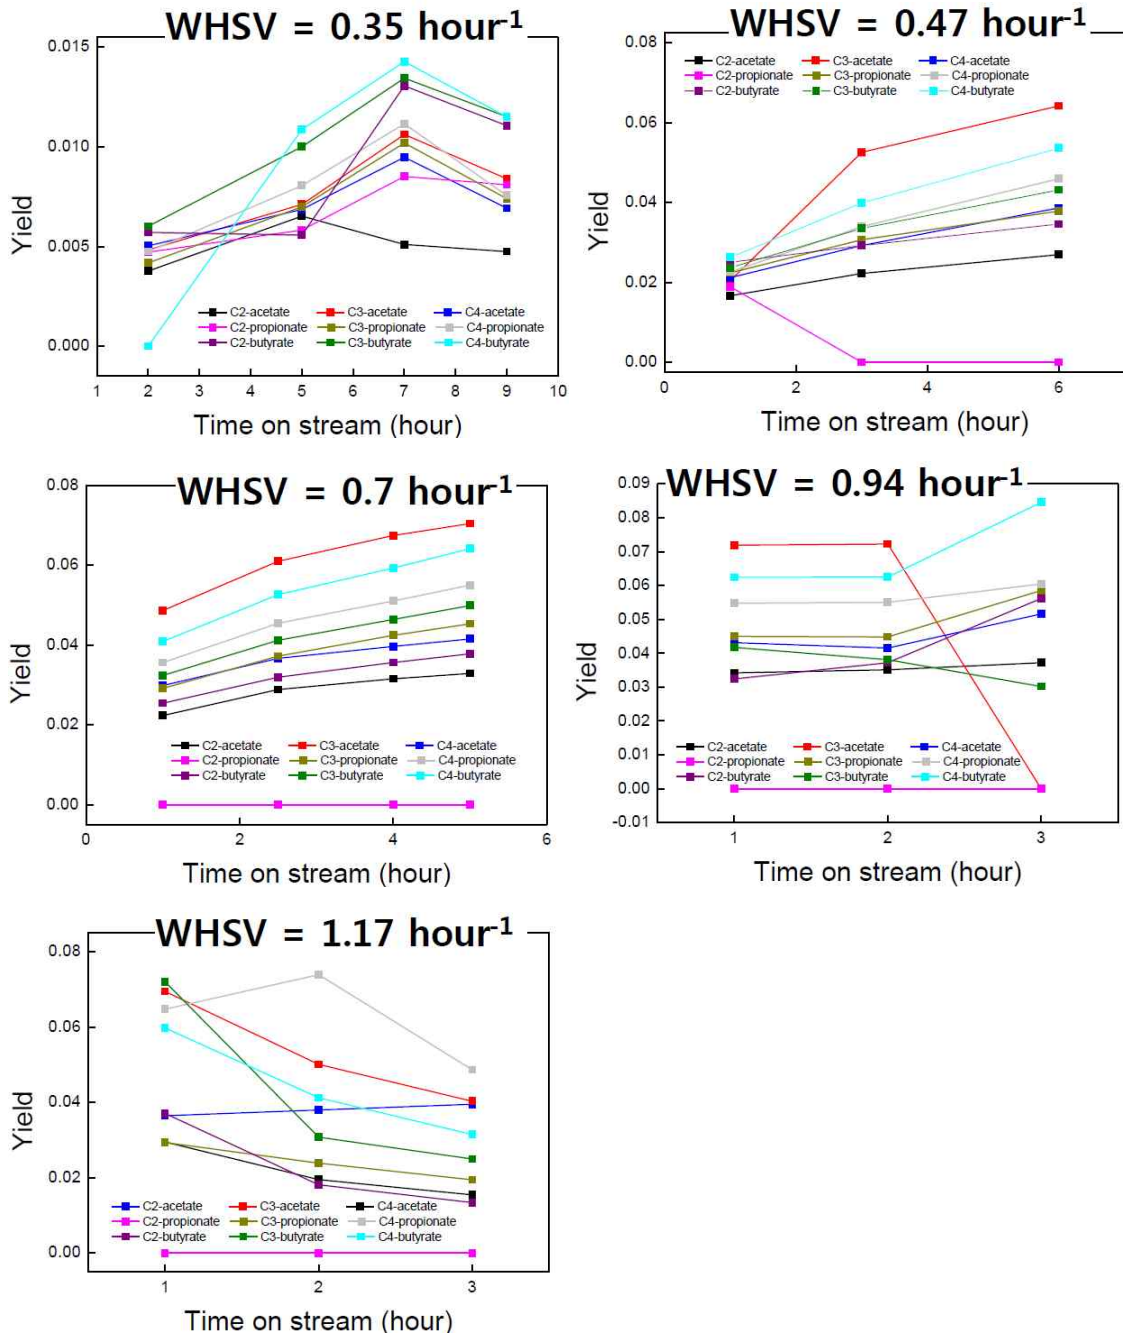 WHSV = 0.35 hour-1
0.015
0.010
0.005
0.000
Yield
C2-acetate C3-acetate C4-acetate
C2-propionate C3-propionate C4-propionate
C2-butyrate C3-butyrate C4-butyrate
1 2 3 4 5 6 7 8 9 10
Time on stream (hour)
WHSV = 0.47 hour-1
0.08
0.06
0.04
0.02
0.00
Yield
C2-acetate C3-acetate C4-acetate
C2-propionate C3-propionate C4-propionate
C2-butyrate C3-butyrate C4-butyrate
0 2 4 6
Time on stream (hour)
WHSV = 0.7 hour-1
0.08
0.06
0.04
0.02
0.00
Yield
C2-acetate C3-acetate C4-acetate
C2-propionate C3-propionate C4-propionate
C2-butyrate C3-butyrate C4-butyrate
0 2 4 6
Time on stream (hour)
WHSV = 0.94 hour-1
0.09
0.08
0.07
0.06
0.05
0.04
0.03
0.02
0.01
0.00
-0.01
Yield
C2-acetate C3-acetate C4-acetate
C2-propionate C3-propionate C4-propionate
C2-butyrate C3-butyrate C4-butyrate
1 2 3
Time on stream (hour)
WHSV = 1.17 hour-1
0.08
0.06
0.04
0.02
0.00
Yield
C2-acetate C3-acetate C4-acetate
C2-propionate C3-propionate C4-propionate
C2-butyrate C3-butyrate C4-butyrate
1 2 3
Time on stream (hour)